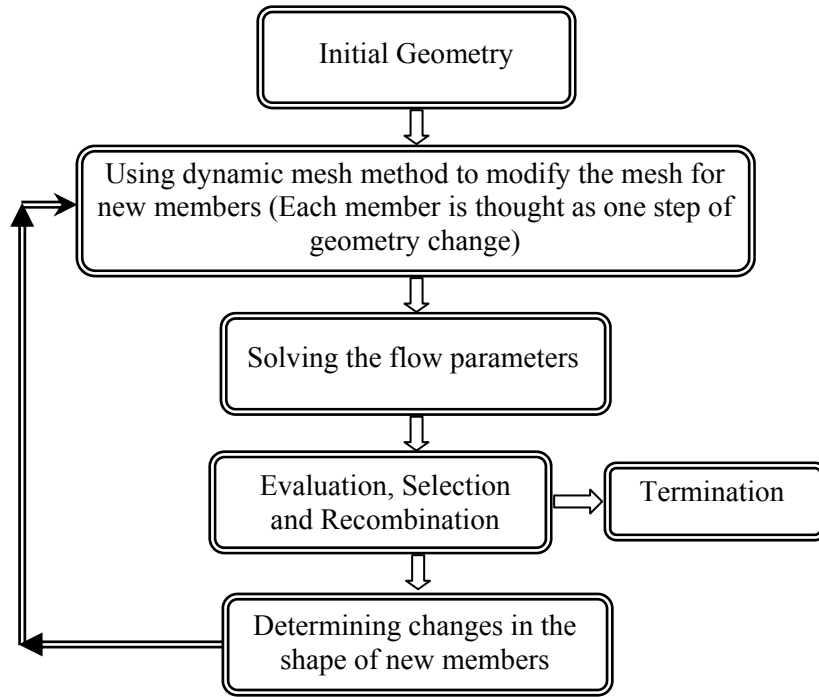 Initial Geometry
Using dynamic mesh method to modify the mesh for
new members (Each member is thought as one step of
geometry change)
Solving the flow parameters
Evaluation, Selection
and Recombination
Termination
Determining changes in the
shape of new members